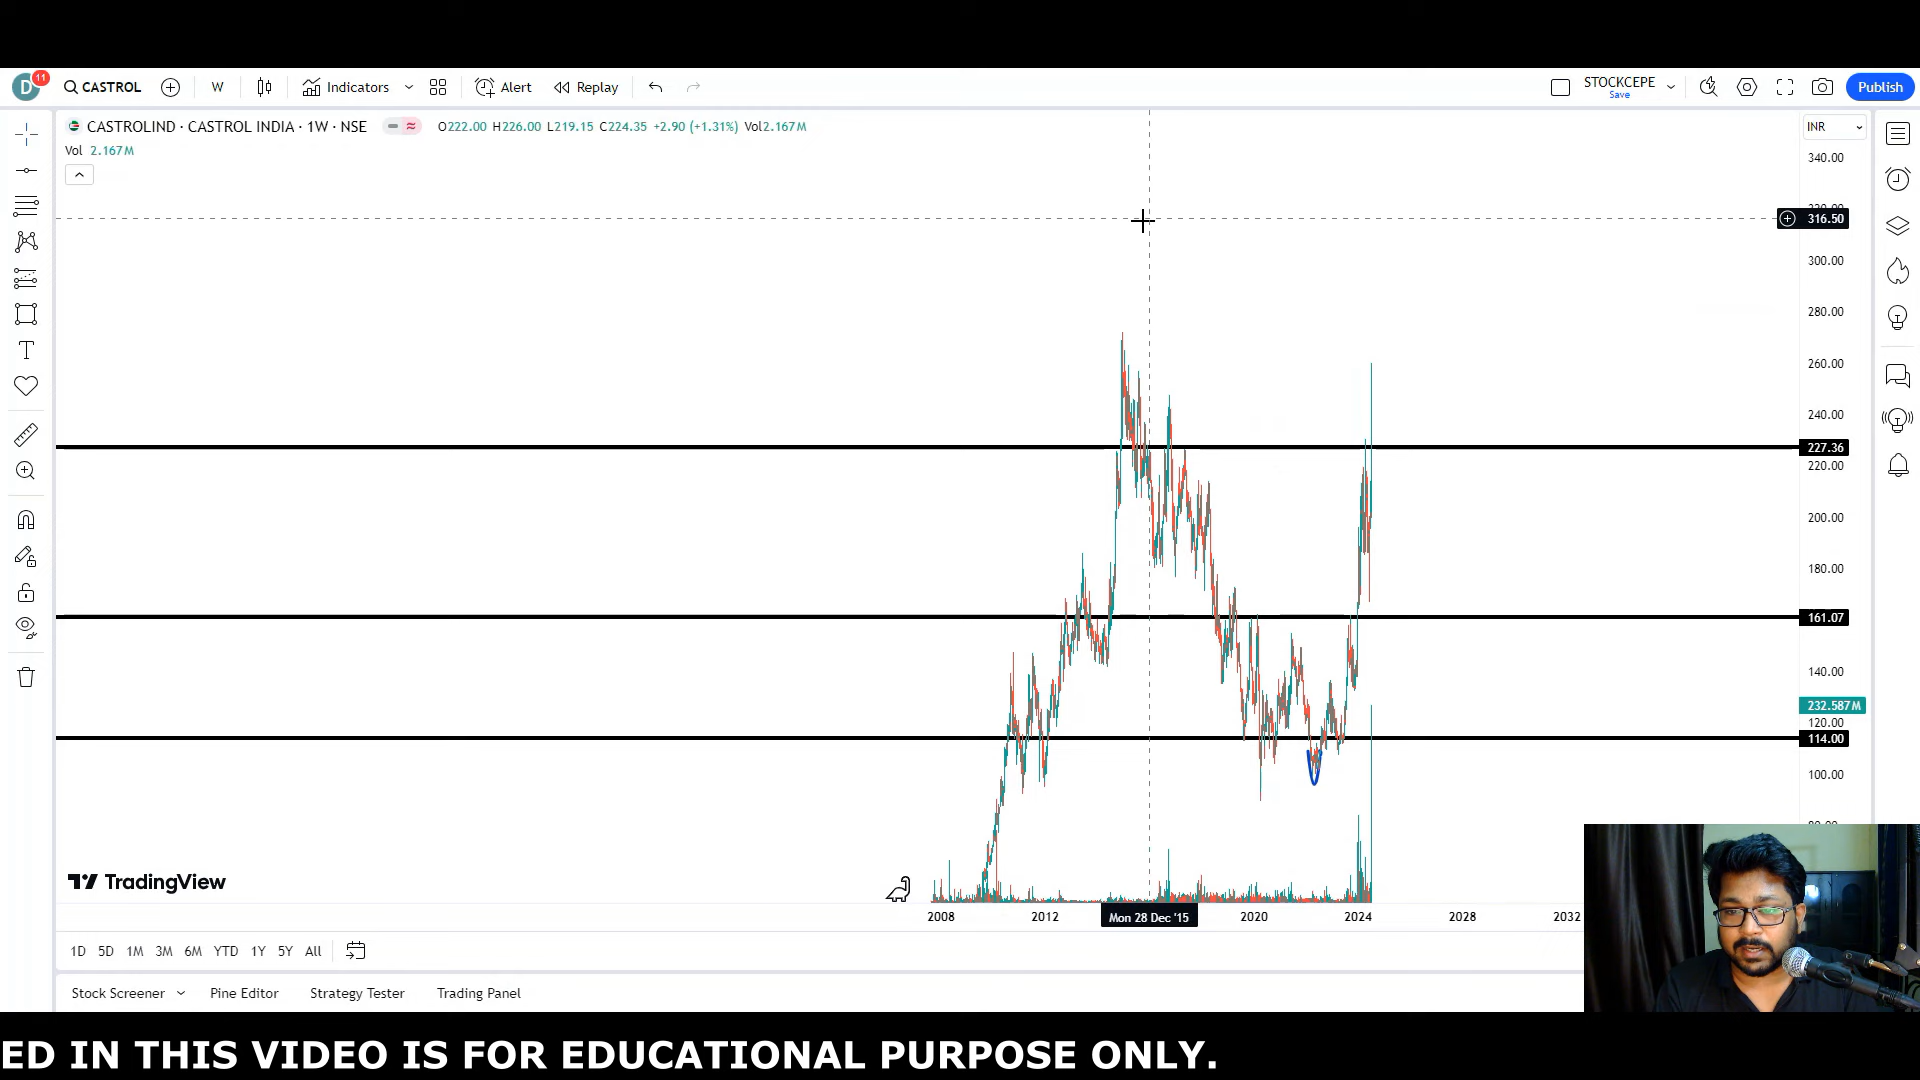 D
11
CASTROL
W
Indicators
Alert
Replay
STOCKCEPE
Save
Publish
CASTROLIND · CASTROL INDIA · 1W · NSE
O222.00 H226.00 L219.15 C224.35 +2.90 (+1.31%) Vol2.167M
INR
Vol 2.167M
340.00
316.50
300.00
280.00
260.00
240.00
227.36
220.00
200.00
180.00
161.07
140.00
232.587M
120.00
114.00
100.00
TradingView
2008
2012
Mon 28 Dec '15
2020
2024
2028
2032
1D 5D 1M 3M 6M YTD 1Y 5Y All
Stock Screener
Pine Editor
Strategy Tester
Trading Panel
ED IN THIS VIDEO IS FOR EDUCATIONAL PURPOSE ONLY.